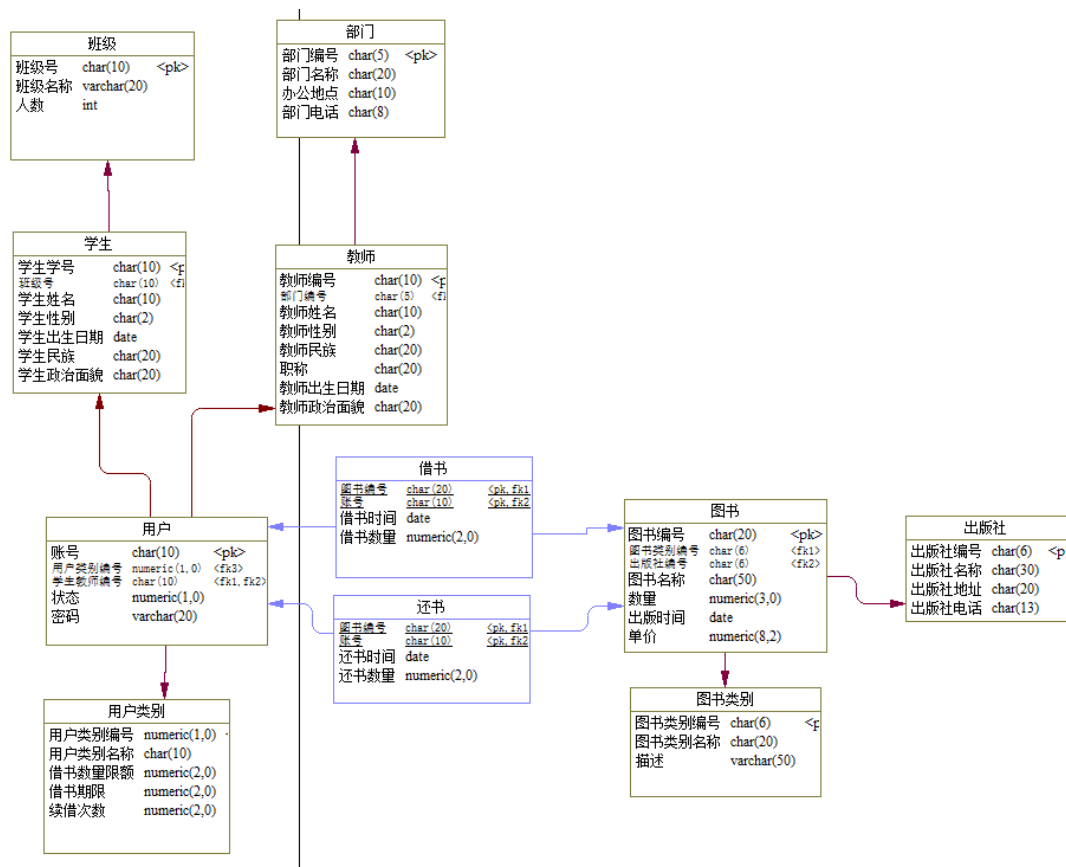 班级
班级号 char(10) <pk>
班级名称 varchar(20)
人数 int
部门
部门编号 char(5) <pk>
部门名称 char(20)
办公地点 char(10)
部门电话 char(8)
学生
学生学号 char(10) <p
班级号 char(10) <f
学生姓名 char(10)
学生性别 char(2)
学生出生日期 date
学生民族 char(20)
学生政治面貌 char(20)
教师
教师编号 char(10) <p
部门编号 char(5) <f
教师姓名 char(10)
教师性别 char(2)
教师民族 char(20)
职称 char(20)
教师出生日期 date
教师政治面貌 char(20)
借书
图书编号 char(20) <pk,fk1
账号 char(10) <pk,fk2
借书时间 date
借书数量 numeric(2,0)
用户
账号 char(10) <pk>
用户类别编号 numeric(1,0) <fk3>
学生教师编号 char(10) <fk1,fk2>
状态 numeric(1,0)
密码 varchar(20)
还书
图书编号 char(20) <pk,fk1
账号 char(10) <pk,fk2
还书时间 date
还书数量 numeric(2,0)
图书
图书编号 char(20) <pk>
图书类别编号 char(6) <fk1>
出版社编号 char(6) <fk2>
图书名称 char(50)
数量 numeric(3,0)
出版时间 date
单价 numeric(8,2)
出版社
出版社编号 char(6) <p
出版社名称 char(30)
出版社地址 char(20)
出版社电话 char(13)
用户类别
用户类别编号 numeric(1,0)
用户类别名称 char(10)
借书数量限额 numeric(2,0)
借书期限 numeric(2,0)
续借次数 numeric(2,0)
图书类别
图书类别编号 char(6) <p
图书类别名称 char(20)
描述 varchar(50)